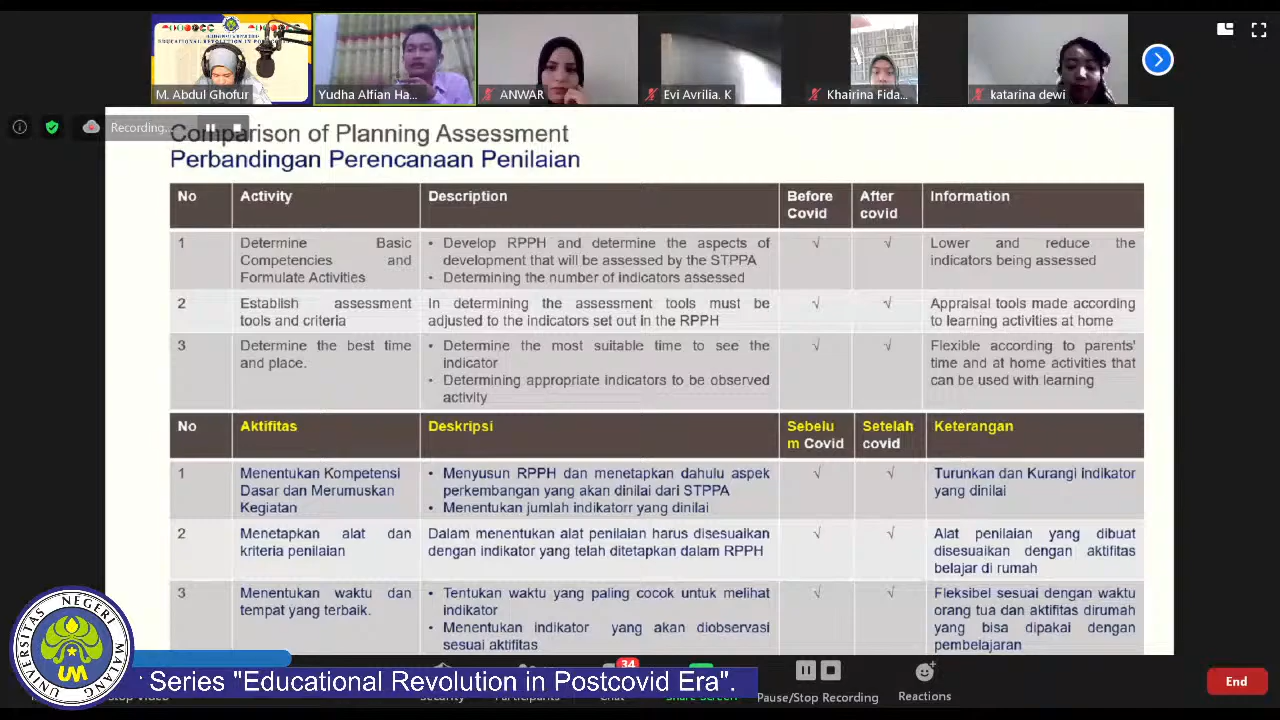 EDUCATIONAL REVOLUTION IN POSTCOVID
M. Abdul Ghofur
Yudha Alfian Ha...
ANWAR
Evi Avrilia. K
Khairina Fida...
katarina dewi
Recording...
Comparison of Planning Assessment
Perbandingan Perencanaan Penilaian
No Activity Description Before Covid After covid Information
1 Determine Basic Competencies and Formulate Activities
• Develop RPPH and determine the aspects of development that will be assessed by the STPPA
• Determining the number of indicators assessed
√ √ Lower and reduce the indicators being assessed
2 Establish assessment tools and criteria
In determining the assessment tools must be adjusted to the indicators set out in the RPPH
√ √ Appraisal tools made according to learning activities at home
3 Determine the best time and place.
• Determine the most suitable time to see the indicator
• Determining appropriate indicators to be observed activity
√ √ Flexible according to parents' time and at home activities that can be used with learning
No Aktifitas Deskripsi Sebelum Covid Setelah covid Keterangan
1 Menentukan Kompetensi Dasar dan Merumuskan Kegiatan
• Menyusun RPPH dan menetapkan dahulu aspek perkembangan yang akan dinilai dari STPPA
• Menentukan jumlah indikatorr yang dinilai
√ √ Turunkan dan Kurangi indikator yang dinilai
2 Menetapkan alat dan kriteria penilaian
Dalam menentukan alat penilaian harus disesuaikan dengan indikator yang telah ditetapkan dalam RPPH
√ √ Alat penilaian yang dibuat disesuaikan dengan aktifitas belajar di rumah
3 Menentukan waktu dan tempat yang terbaik.
• Tentukan waktu yang paling cocok untuk melihat indikator
• Menentukan indikator yang akan diobservasi sesuai aktifitas
√ √ Fleksibel sesuai dengan waktu orang tua dan aktifitas dirumah yang bisa dipakai dengan pembelajaran
UNIVERSITAS NEGERI MALANG
UM
Series "Educational Revolution in Postcovid Era".
34
Pause/Stop Recording
Reactions
End